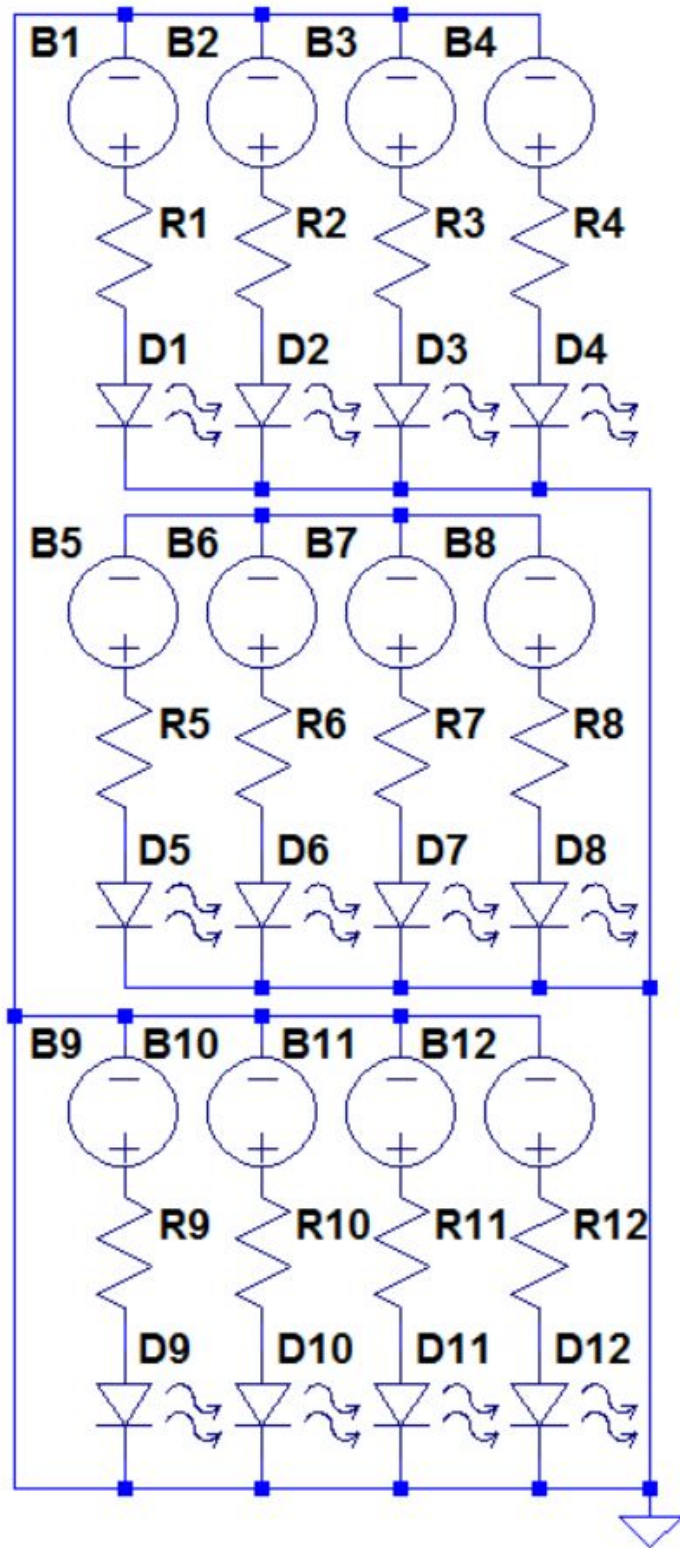 B1 B2 B3 B4
R1 R2 R3 R4
D1 D2 D3 D4
B5 B6 B7 B8
R5 R6 R7 R8
D5 D6 D7 D8
B9 B10 B11 B12
R9 R10 R11 R12
D9 D10 D11 D12